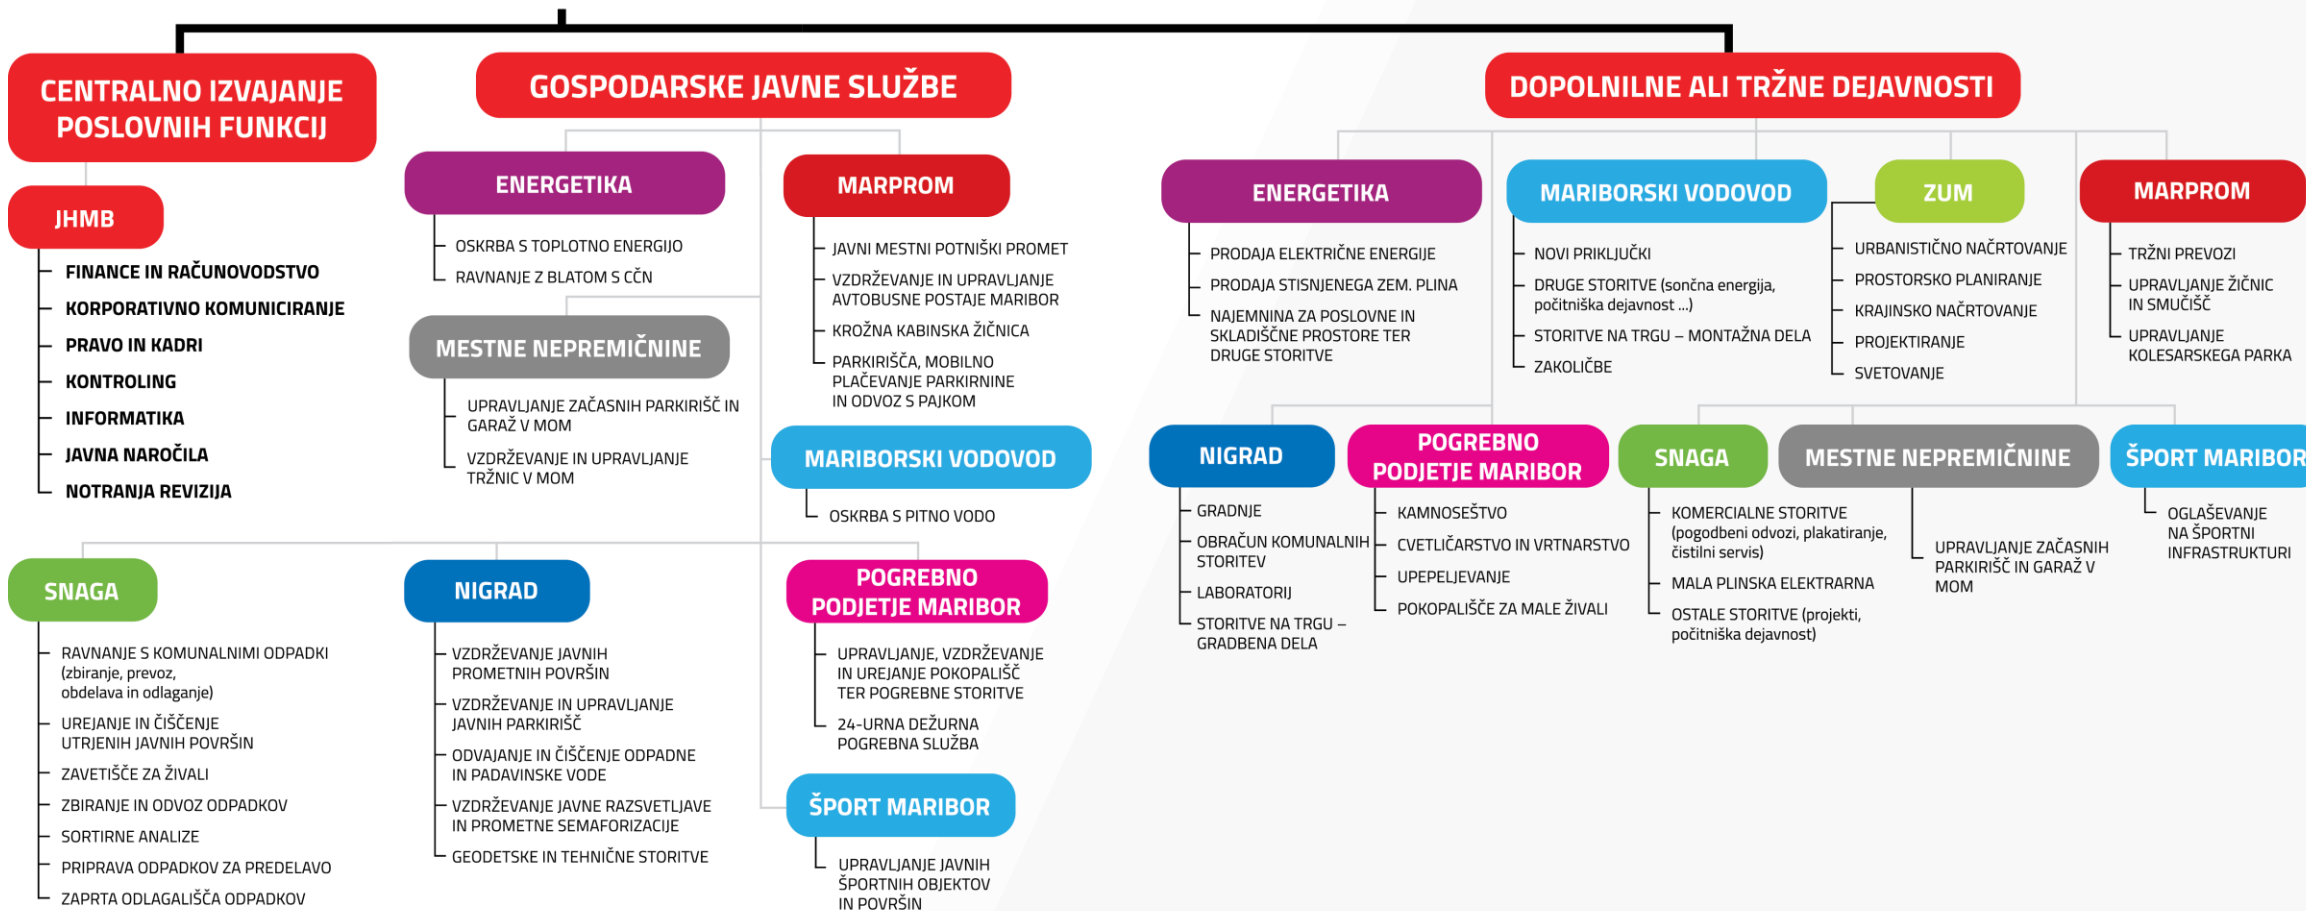 CENTRALNO IZVAJANJE
POSLOVNIH FUNKCIJ
JHMB
FINANCE IN RAČUNOVODSTVO
KORPORATIVNO KOMUNICIRANJE
PRAVO IN KADRI
KONTROLING
INFORMATIKA
JAVNA NAROČILA
NOTRANJA REVIZIJA
GOSPODARSKE JAVNE SLUŽBE
ENERGETIKA
OSKRBA S TOPLOTNO ENERGIJO
RAVNANJE Z BLATOM S CČN
MARPROM
JAVNI MESTNI POTNIŠKI PROMET
VZDRŽEVANJE IN UPRAVLJANJE
AVTOBUSNE POSTAJE MARIBOR
KROŽNA KABINSKA ŽIČNICA
PARKIRIŠČA, MOBILNO
PLAČEVANJE PARKIRNINE
IN ODVOZ S PAJKOM
MESTNE NEPREMIČNINE
UPRAVLJANJE ZAČASNIH PARKIRIŠČ IN
GARAŽ V MOM
VZDRŽEVANJE IN UPRAVLJANJE
TRŽNIC V MOM
MARIBORSKI VODOVOD
OSKRBA S PITNO VODO
SNAGA
RAVNANJE S KOMUNALNIMI ODPADKI
(zbiranje, prevoz,
obdelava in odlaganje)
UREJANJE IN ČIŠČENJE
UTRJENIH JAVNIH POVRŠIN
ZAVETIŠČE ZA ŽIVALI
ZBIRANJE IN ODVOZ ODPADKOV
SORTIRNE ANALIZE
PRIPRAVA ODPADKOV ZA PREDELAVO
ZAPRTA ODLAGALIŠČA ODPADKOV
NIGRAD
VZDRŽEVANJE JAVNIH
PROMETNIH POVRŠIN
VZDRŽEVANJE IN UPRAVLJANJE
JAVNIH PARKIRIŠČ
ODVAJANJE IN ČIŠČENJE ODPADNE
IN PADAVINSKE VODE
VZDRŽEVANJE JAVNE RAZSVETLJAVE
IN PROMETNE SEMAFORIZACIJE
GEODETSKE IN TEHNIČNE STORITVE
POGREBNO
PODJETJE MARIBOR
UPRAVLJANJE, VZDRŽEVANJE
IN UREJANJE POKOPALIŠČ
TER POGREBNE STORITVE
24-URNA DEŽURNA
POGREBNA SLUŽBA
ŠPORT MARIBOR
UPRAVLJANJE JAVNIH
ŠPORTNIH OBJEKTOV
IN POVRŠIN
DOPOLNILNE ALI TRŽNE DEJAVNOSTI
ENERGETIKA
PRODAJA ELEKTRIČNE ENERGIJE
PRODAJA STISNJENEGA ZEM. PLINA
NAJEMNINA ZA POSLOVNE IN
SKLADIŠČNE PROSTORE TER
DRUGE STORITVE
MARIBORSKI VODOVOD
NOVI PRIKLJUČKI
DRUGE STORITVE (sončna energija,
počitniška dejavnost ...)
STORITVE NA TRGU – MONTAŽNA DELA
ZAKOLIČBE
ZUM
URBANISTIČNO NAČRTOVANJE
PROSTORSKO PLANIRANJE
KRAJINSKO NAČRTOVANJE
PROJEKTIRANJE
SVETOVANJE
MARPROM
TRŽNI PREVOZI
UPRAVLJANJE ŽIČNIC
IN SMUČIŠČ
UPRAVLJANJE
KOLESARSKEGA PARKA
NIGRAD
GRADNJE
OBRAČUN KOMUNALNIH
STORITEV
LABORATORIJ
STORITVE NA TRGU –
GRADBENA DELA
POGREBNO
PODJETJE MARIBOR
KAMNOSEŠTVO
CVETLIČARSTVO IN VRTNARSTVO
UPEPELJEVANJE
POKOPALIŠČE ZA MALE ŽIVALI
SNAGA
KOMERCIALNE STORITVE
(pogodbeni odvozi, plakatiranje,
čistilni servis)
MALA PLINSKA ELEKTRARNA
OSTALE STORITVE (projekti,
počitniška dejavnost)
MESTNE NEPREMIČNINE
UPRAVLJANJE ZAČASNIH
PARKIRIŠČ IN GARAŽ V
MOM
ŠPORT MARIBOR
OGLAŠEVANJE
NA ŠPORTNI
INFRASTRUKTURI